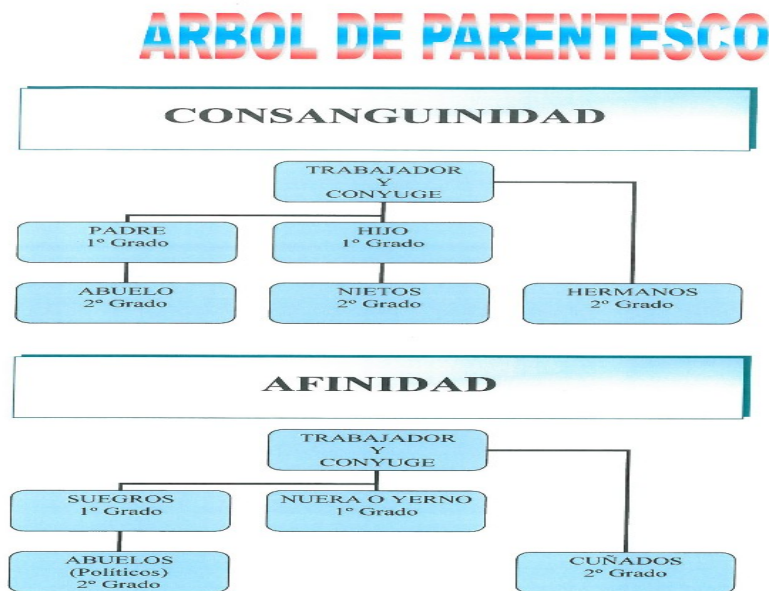 ARBOL DE PARENTESCO
CONSANGUINIDAD
TRABAJADOR
Y
CONYUGE
PADRE
1º Grado
HIJO
1º Grado
ABUELO
2º Grado
NIETOS
2º Grado
HERMANOS
2º Grado
AFINIDAD
TRABAJADOR
Y
CONYUGE
SUEGROS
1º Grado
NUERA O YERNO
1º Grado
ABUELOS
(Políticos)
2º Grado
CUÑADOS
2º Grado